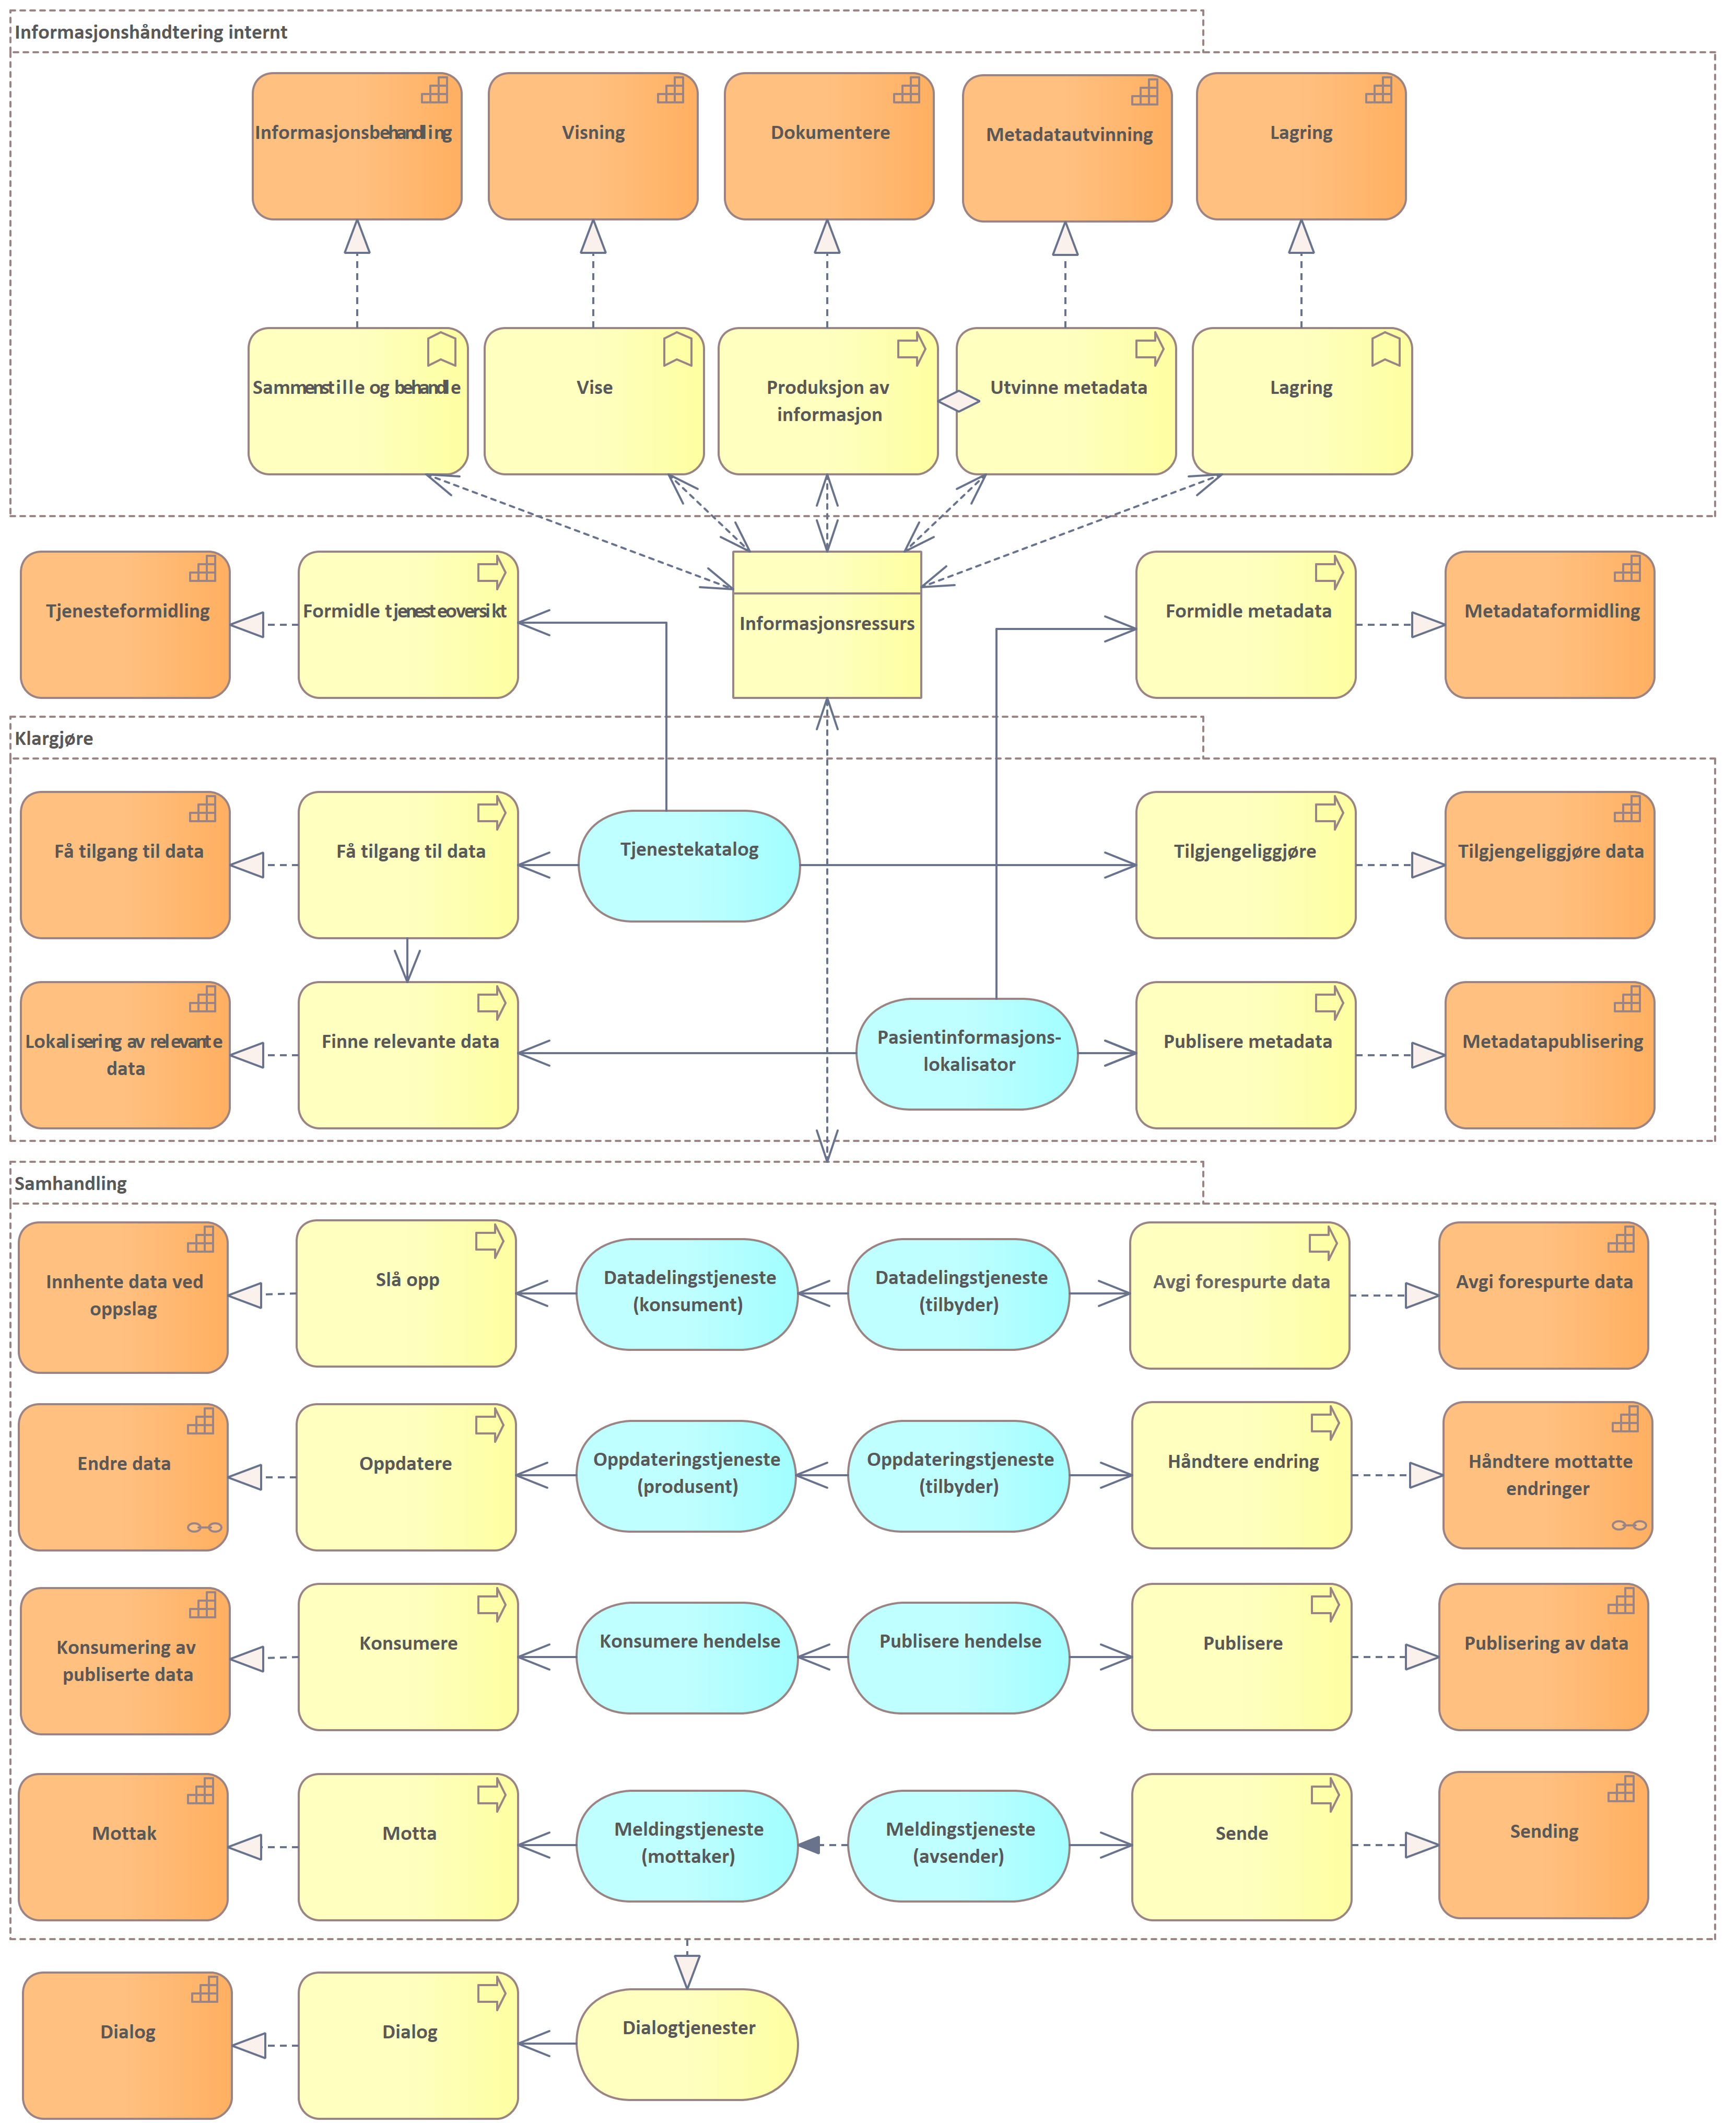 Informasjonshåndtering internt
Informasjonsbehandling
Visning
Dokumentere
Metadatautvinning
Lagring
Sammenstille og behandle
Vise
Produksjon av
informasjon
Utvinne metadata
Lagring
Tjenesteformidling
Formidle tjenesteoversikt
Informasjonsressurs
Formidle metadata
Metadataformidling
Klargjøre
Få tilgang til data
Få tilgang til data
Tjenestekatalog
Tilgjengeliggjøre
Tilgjengeliggjøre data
Lokalisering av relevante
data
Finne relevante data
Pasientinformasjons-
lokalisator
Publisere metadata
Metadatapublisering
Samhandling
Innhente data ved
oppslag
Slå opp
Datadelingstjeneste
(konsument)
Datadelingstjeneste
(tilbyder)
Avgi forespurte data
Avgi forespurte data
Endre data
Oppdatere
Oppdateringstjeneste
(produsent)
Oppdateringstjeneste
(tilbyder)
Håndtere endring
Håndtere mottatte
endringer
Konsumering av
publiserte data
Konsumere
Konsumere hendelse
Publisere hendelse
Publisere
Publisering av data
Mottak
Motta
Meldingstjeneste
(mottaker)
Meldingstjeneste
(avsender)
Sende
Sending
Dialog
Dialog
Dialogtjenester